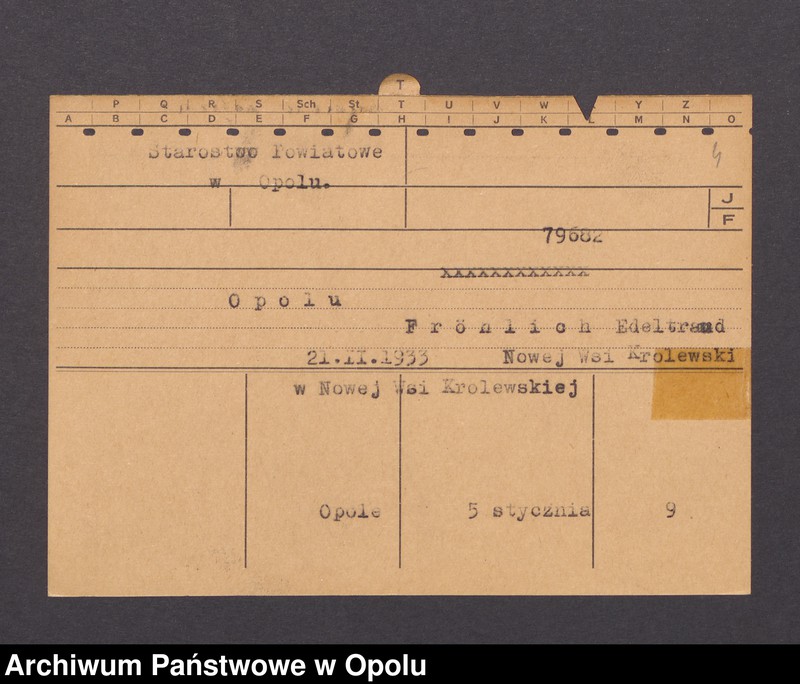 T
P Q R S Sch St T U V W Y Z
A B C D E F G H I J K L M N O
Starostwo Powiatowe
4
w Opolu.
J
F
79682
xxxxxxxxxxxx
Opolu
Fröhlich Edeltraud
21.II.1933 Nowej Wsi Krolewski
w Nowej Wsi Krolewskiej
Opole 5 stycznia 9
Archiwum Państwowe w Opolu